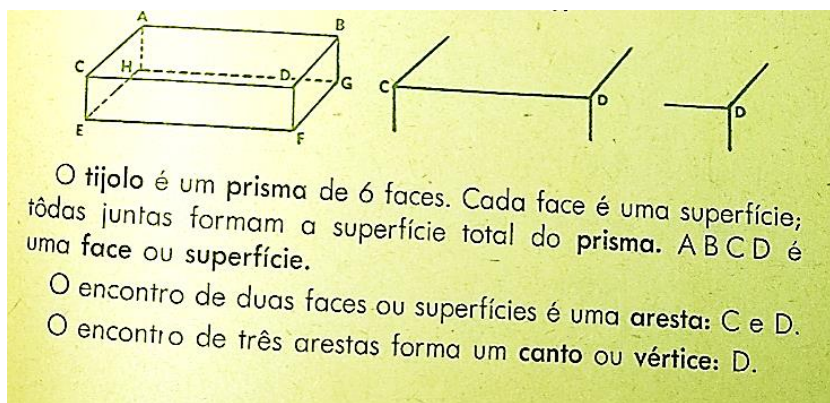 A
B
C
H
D
G
E
F
C
D
D
O tijolo é um prisma de 6 faces. Cada face é uma superfície;
tôdas juntas formam a superfície total do prisma. A B C D é
uma face ou superfície.
O encontro de duas faces ou superfícies é uma aresta: C e D.
O encontro de três arestas forma um canto ou vértice: D.